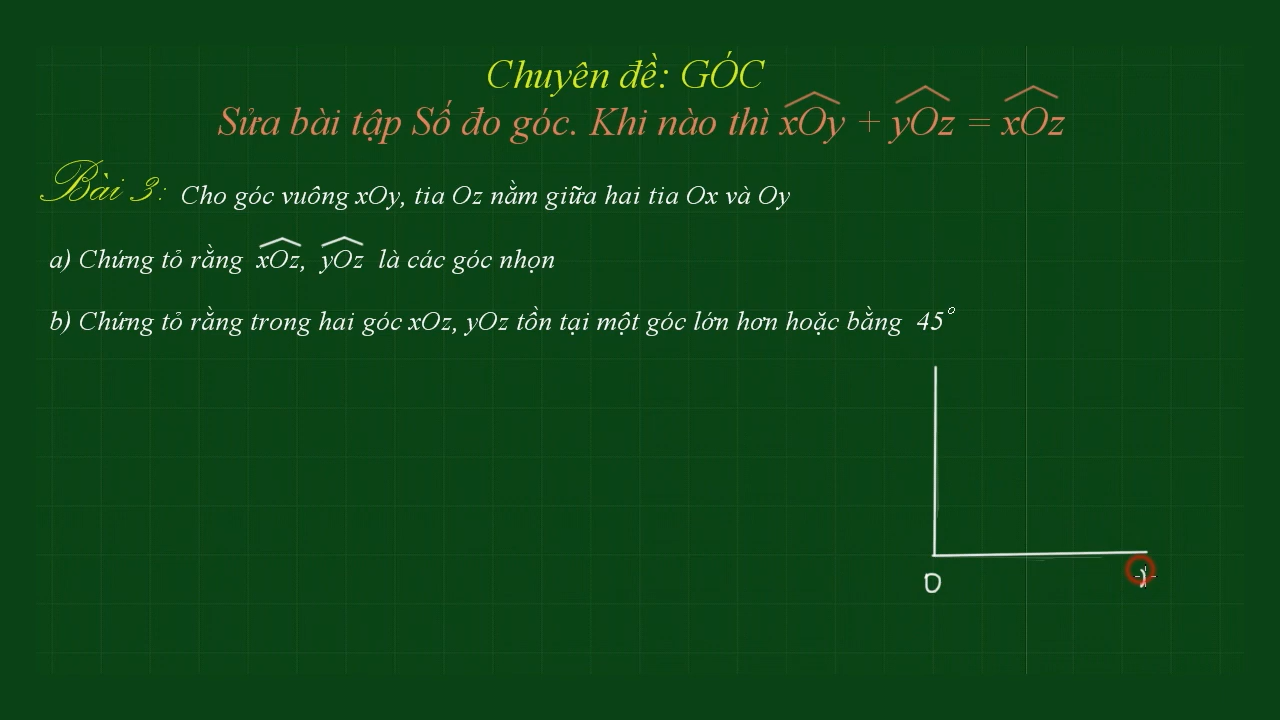 Chuyên đề: GÓC
Sửa bài tập Số đo góc. Khi nào thì xOy + yOz = xOz
Bài 3: Cho góc vuông xOy, tia Oz nằm giữa hai tia Ox và Oy
a) Chứng tỏ rằng xOz, yOz là các góc nhọn
b) Chứng tỏ rằng trong hai góc xOz, yOz tồn tại một góc lớn hơn hoặc bằng 45°
O